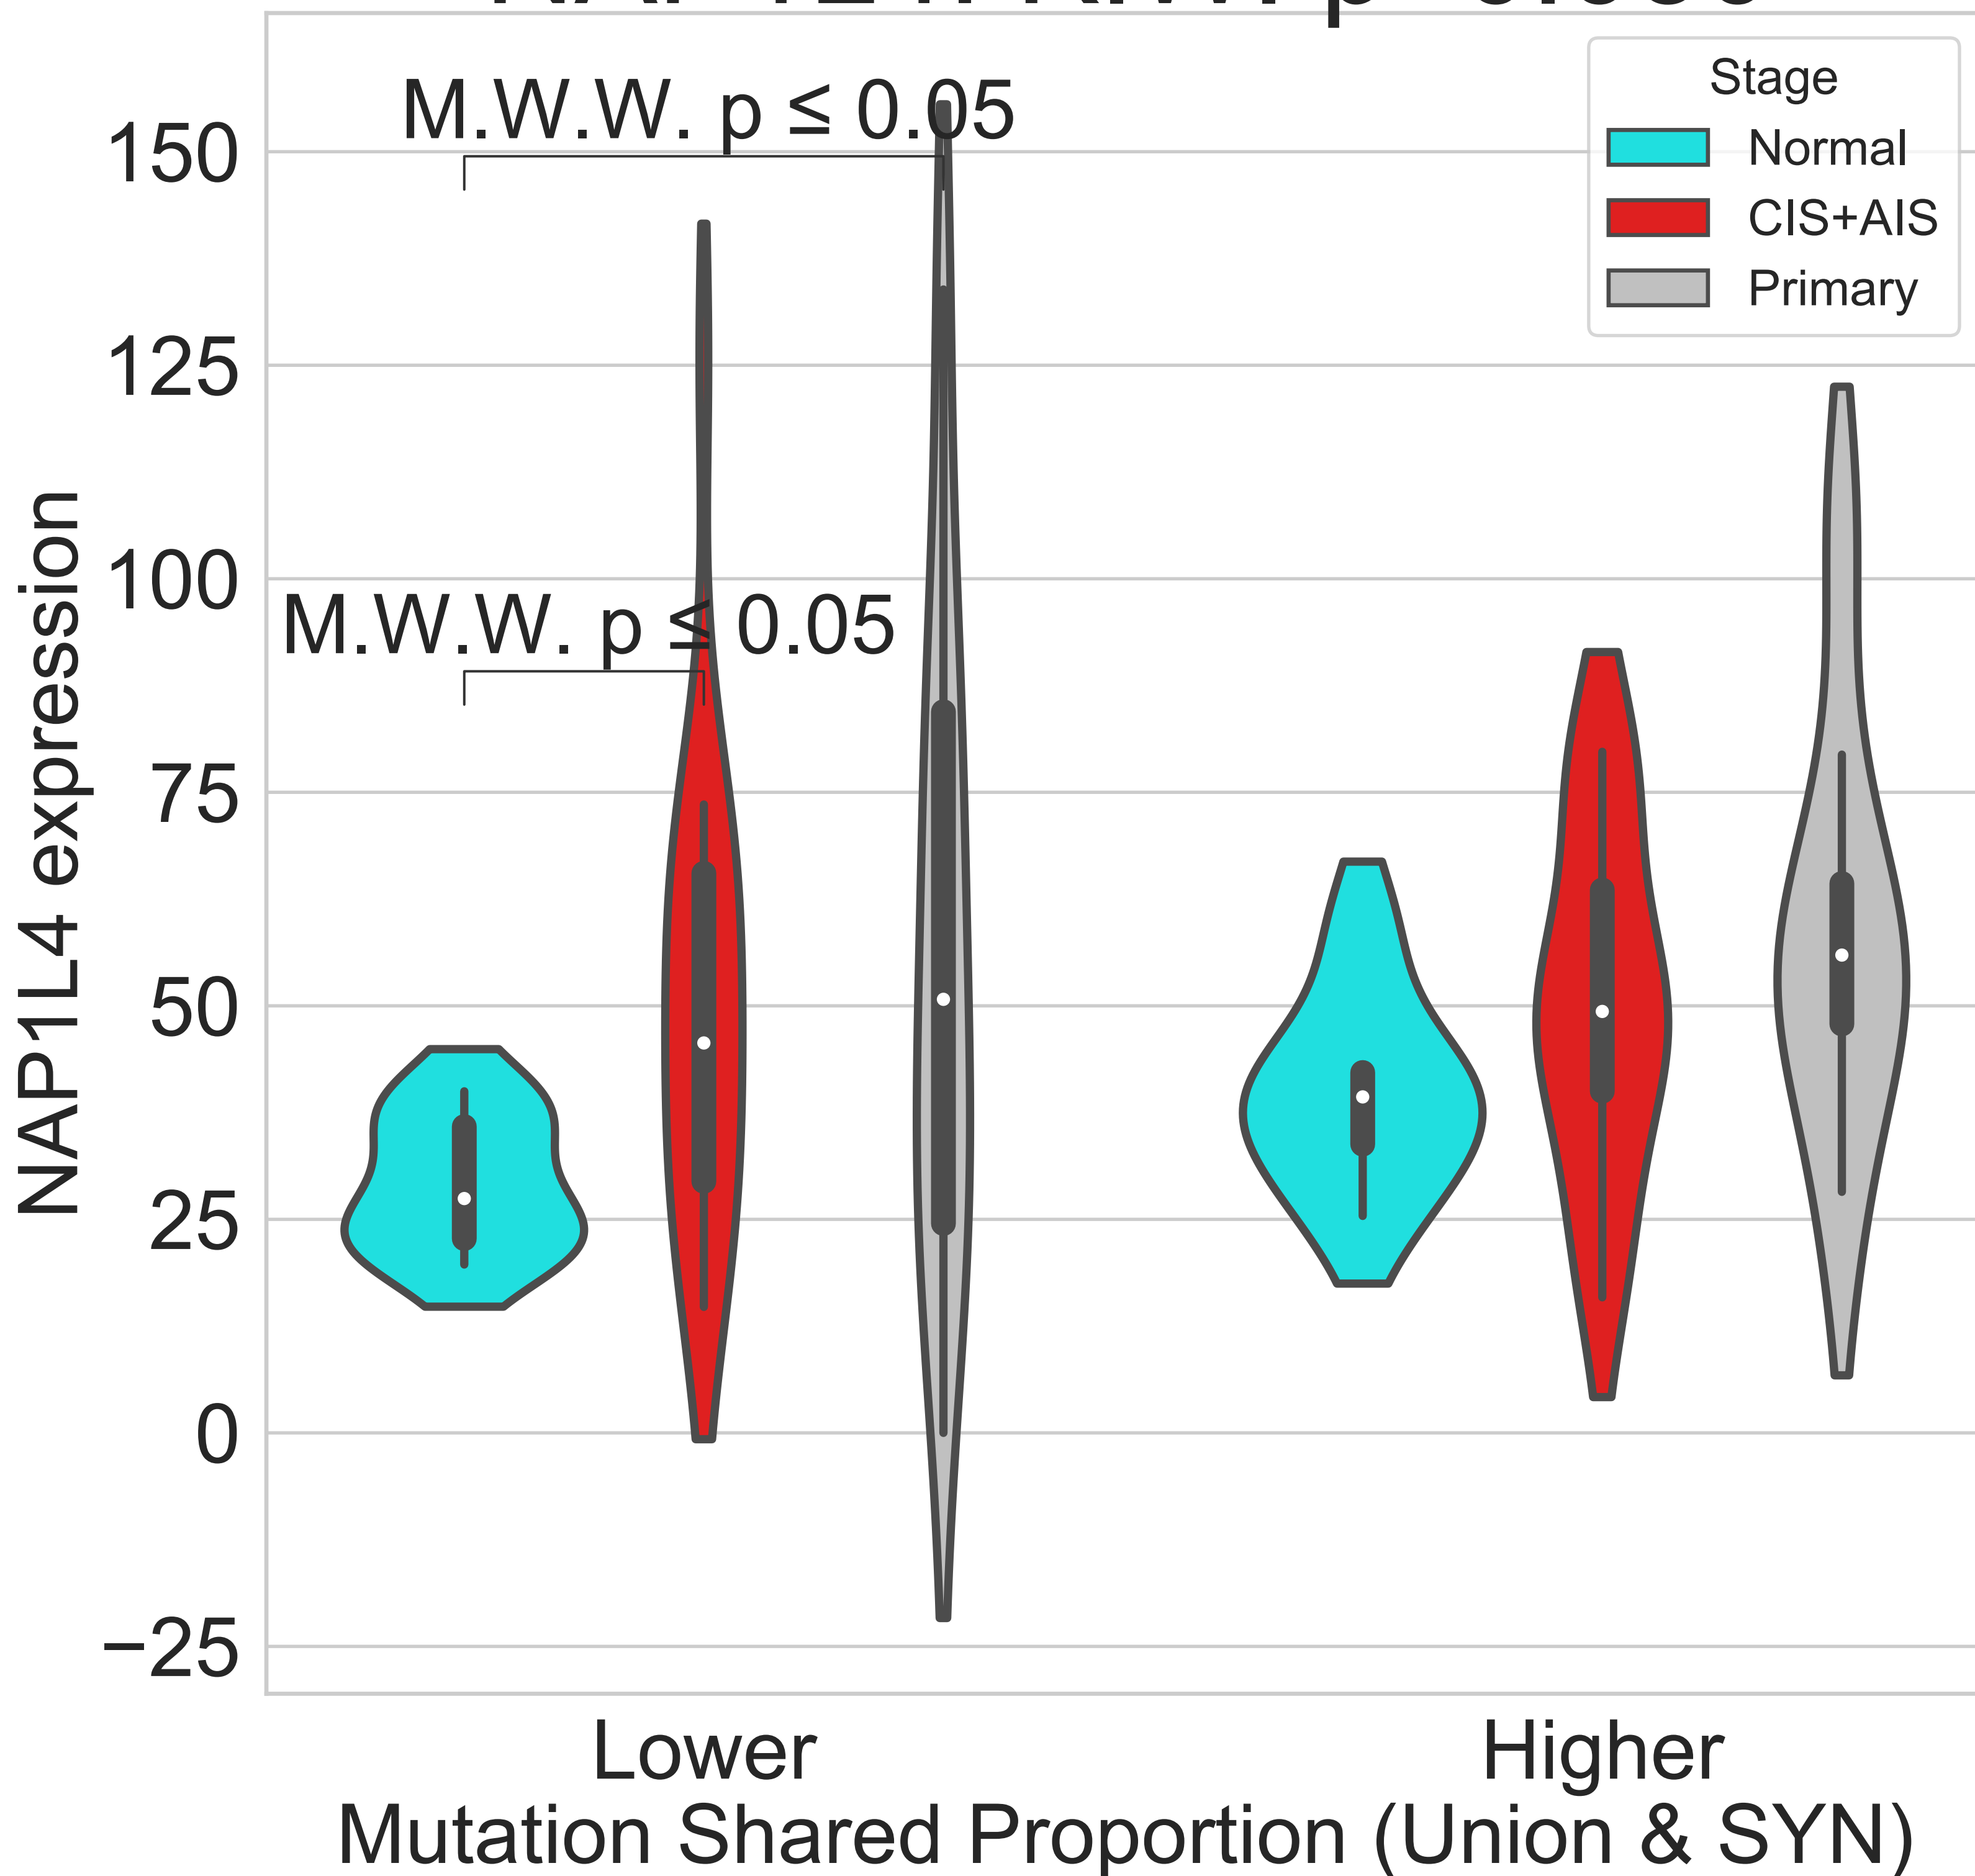 M.W.W. p ≤ 0.05
Stage
Normal
CIS+AIS
Primary
150
125
100
75
50
25
0
−25
M.W.W. p ≤ 0.05
NAP1L4 expression
Lower
Higher
Mutation Shared Proportion (Union & SYN)